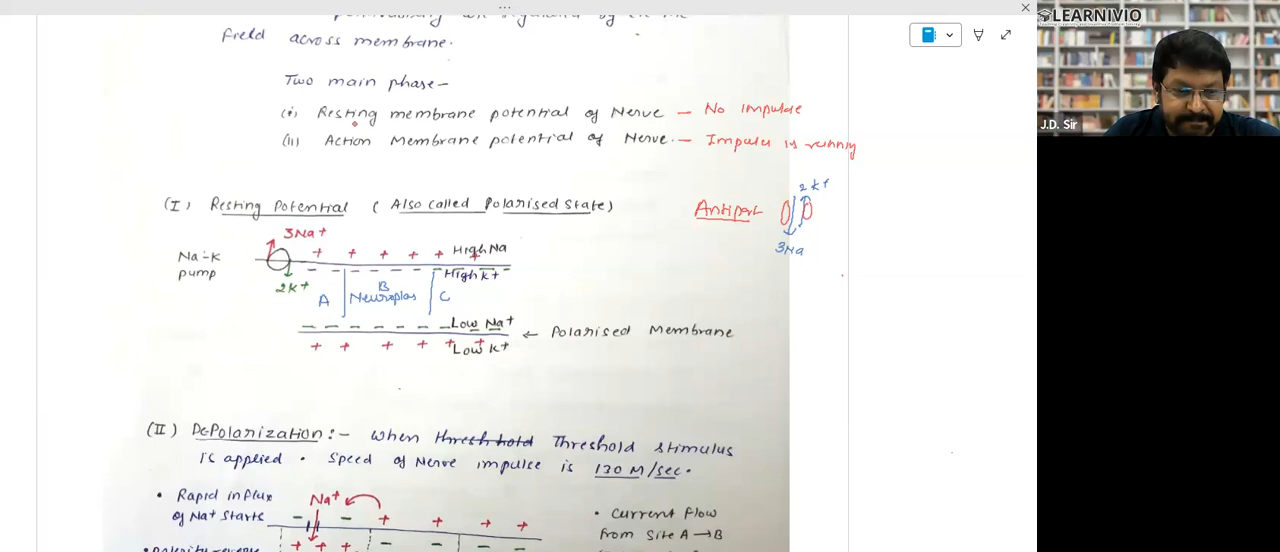 field across membrane.
Two main phase-
(i) Resting membrane potential of Nerve - No impulse
(ii) Action Membrane potential of Nerve. - Impulse is running
(I) Resting Potential ( Also called Polarised State)
Antiport
2K+
3Na
3Na+
+ + + + + High Na
Na-K
pump
High K+
2K+
A
B
Neuroplas
C
Low Na+
← Polarised Membrane
+ + + + + + Low K+
(II) DePolarization:- When threshhold Threshold stimulus
is applied. Speed of Nerve impulse is 130 M/sec.
• Rapid influx
of Na+ starts
Na+
- - + + + +
+ + + - - -
• Current flow
from site A→B
LEARNIVIO
J.D. Sir